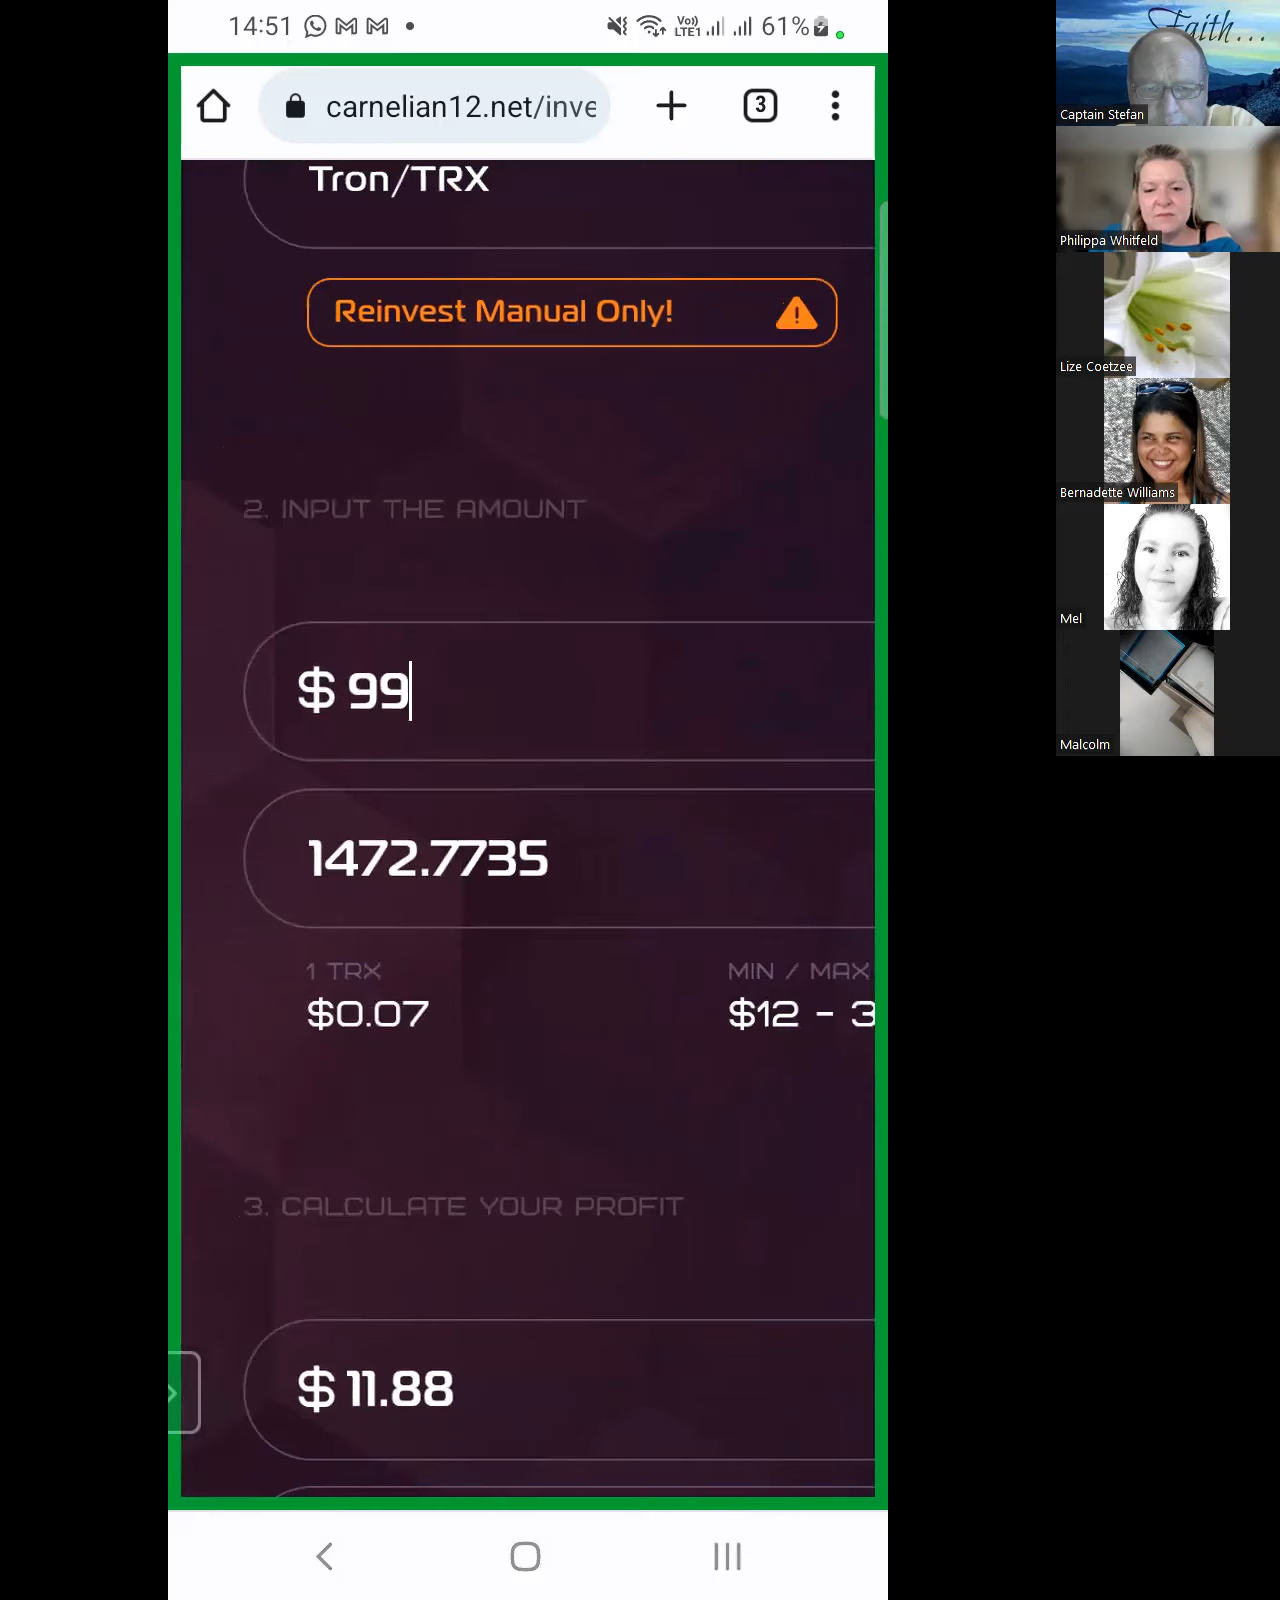 14:51
Vo))
LTE1
61%
carnelian12.net/inve
3
Tron/TRX
Reinvest Manual Only!
2. INPUT THE AMOUNT
$ 99
1472.7735
1 TRX
MIN / MAX
$0.07
$12 - 3
3. CALCULATE YOUR PROFIT
$ 11.88
Faith...
Captain Stefan
Philippa Whitfeld
Lize Coetzee
Bernadette Williams
Mel
Malcolm